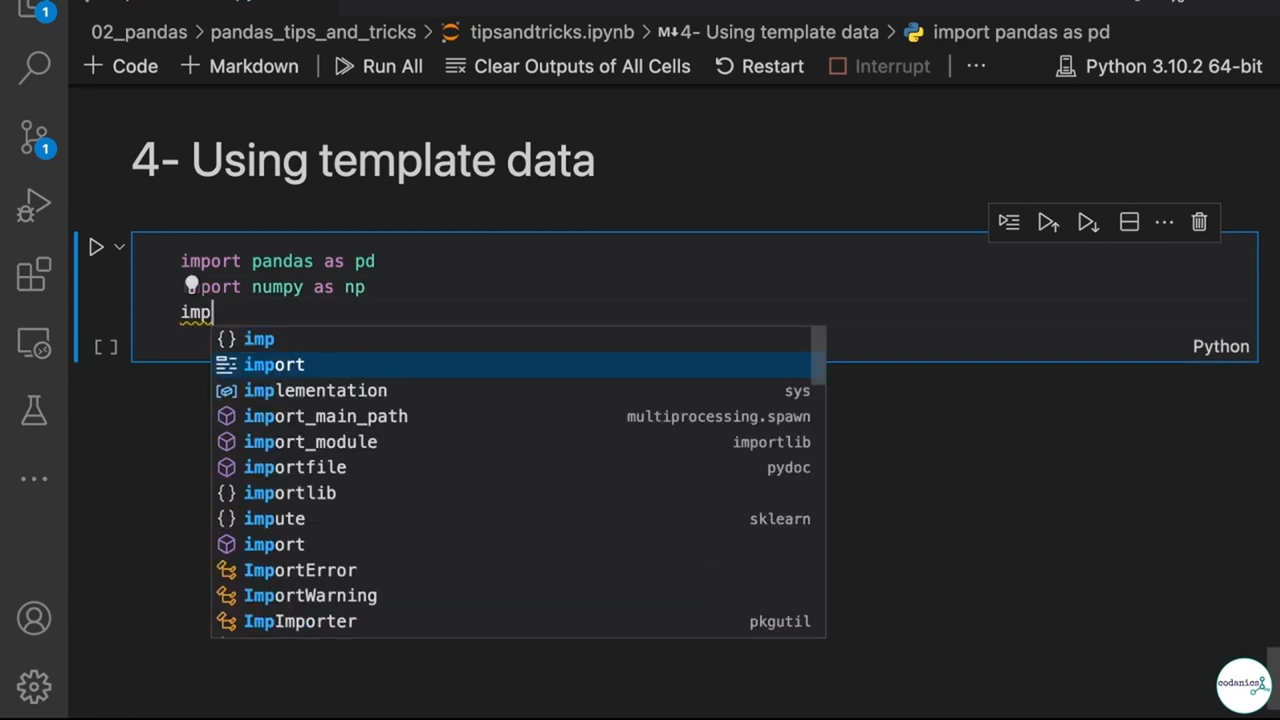 1
02_pandas > pandas_tips_and_tricks > tipsandtricks.ipynb > M↓4- Using template data > import pandas as pd
+ Code + Markdown Run All Clear Outputs of All Cells Restart Interrupt ... Python 3.10.2 64-bit
1
4- Using template data
import pandas as pd
import numpy as np
imp
[ ]
Python
{} imp
import
implementation sys
import_main_path multiprocessing.spawn
import_module importlib
importfile pydoc
{} importlib
{} impute sklearn
import
ImportError
ImportWarning
ImpImporter pkgutil
codanics